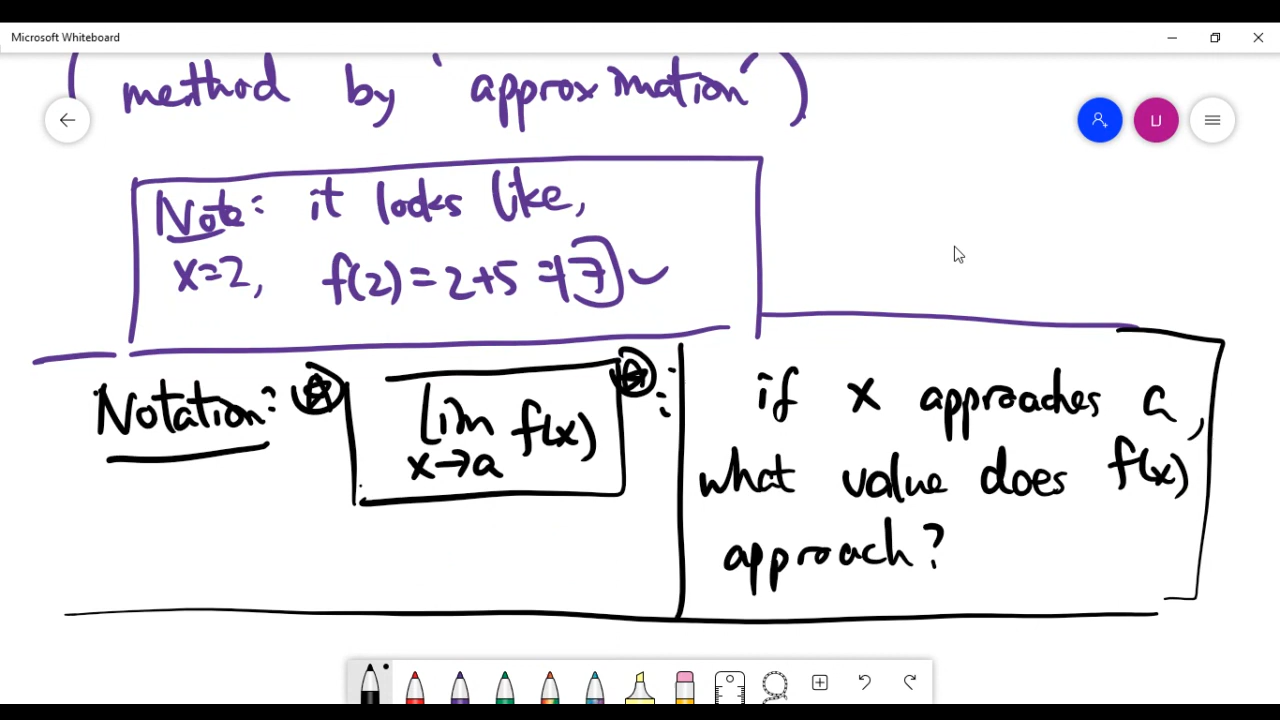 Microsoft Whiteboard
( method by 'approximation')
IJ
Note: it looks like,
x=2, f(2)=2+5=7
Notation: lim f(x) :
x→a
if x approaches a,
what value does f(x)
approach?